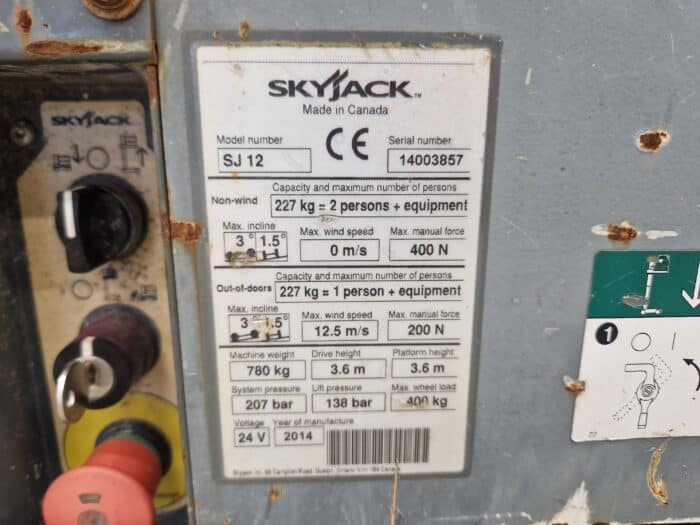 SKYJACK
SKYJACK™
Made in Canada
CE
Model number Serial number
SJ 12 14003857
Capacity and maximum number of persons
Non-wind 227 kg = 2 persons + equipment
Max. incline Max. wind speed Max. manual force
3° 1.5° 0 m/s 400 N
Capacity and maximum number of persons
Out-of-doors 227 kg = 1 person + equipment
Max. incline Max. wind speed Max. manual force
3° 1.5° 12.5 m/s 200 N
Machine weight Drive height Platform height
780 kg 3.6 m 3.6 m
System pressure Lift pressure Max. wheel load
207 bar 138 bar 400 kg
Voltage Year of manufacture
24 V 2014
1